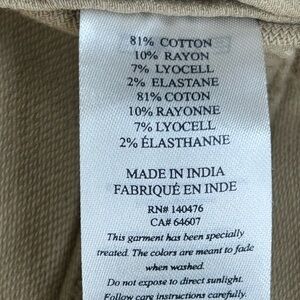 81% COTTON
10% RAYON
7% LYOCELL
2% ELASTANE
81% COTON
10% RAYONNE
7% LYOCELL
2% ÉLASTHANNE
MADE IN INDIA
FABRIQUÉ EN INDE
RN# 140476
CA# 64607
This garment has been specially
treated. The colors are meant to fade
when washed.
Do not expose to direct sunlight.
Follow care instructions carefully.